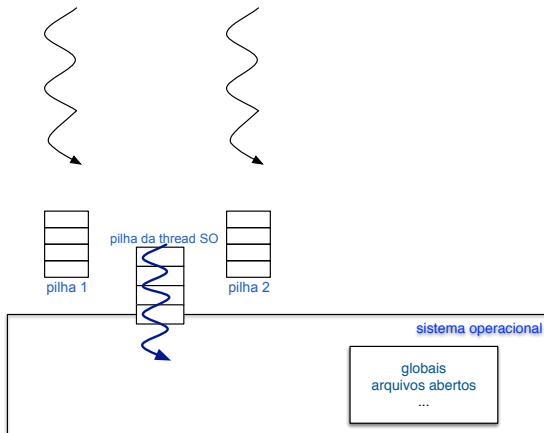 pilha da thread SO
pilha 1
pilha 2
sistema operacional
globais
arquivos abertos
...